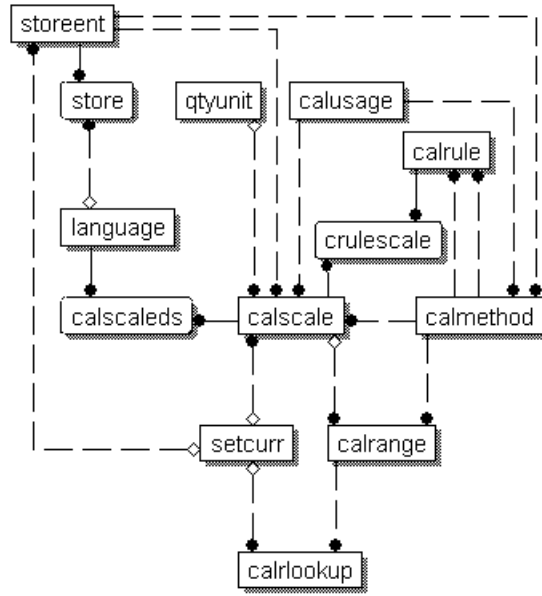 storeent
store
qtyunit
calusage
calrule
language
crulescale
calscaleds
calscale
calmethod
setcurr
calrange
calrlookup